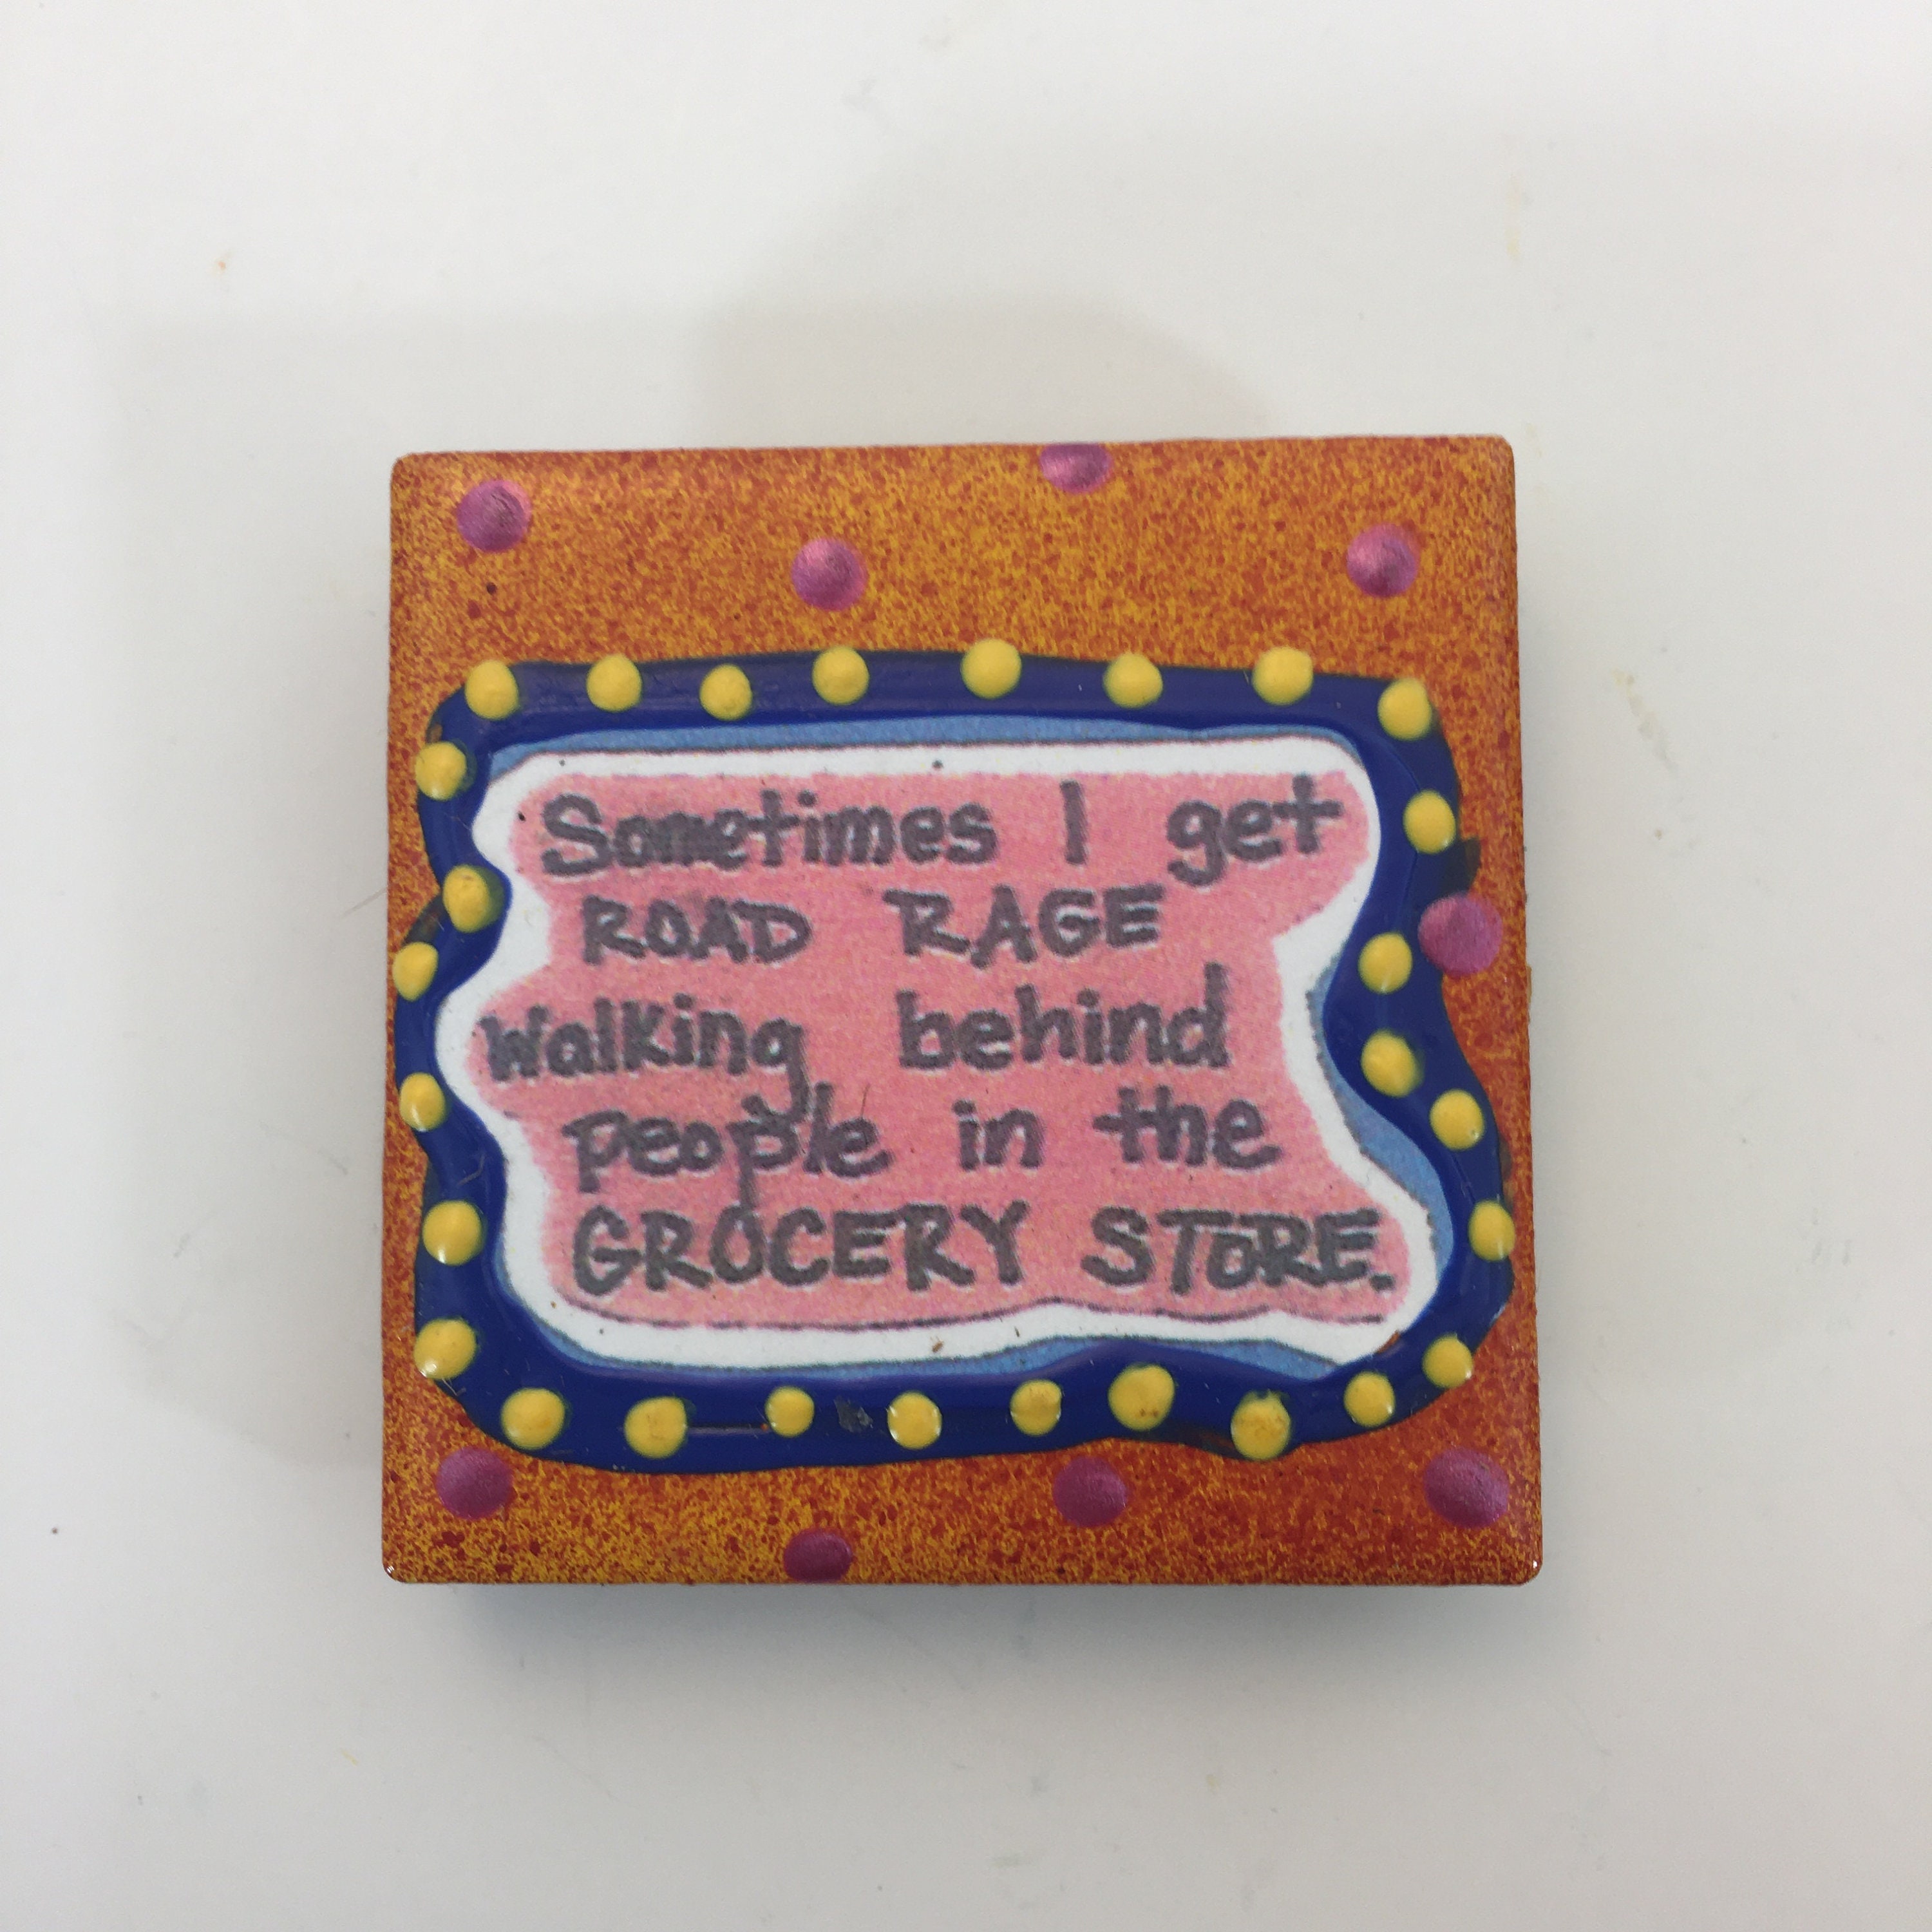 Sometimes I get
ROAD RAGE
Walking behind
people in the
GROCERY STORE.